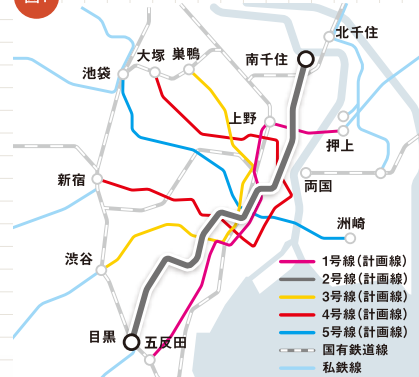 北千住
大塚 巣鴨
南千住
池袋
上野
押上
新宿
両国
洲崎
渋谷
1号線(計画線)
2号線(計画線)
3号線(計画線)
4号線(計画線)
5号線(計画線)
国有鉄道線
私鉄線
目黒
五反田